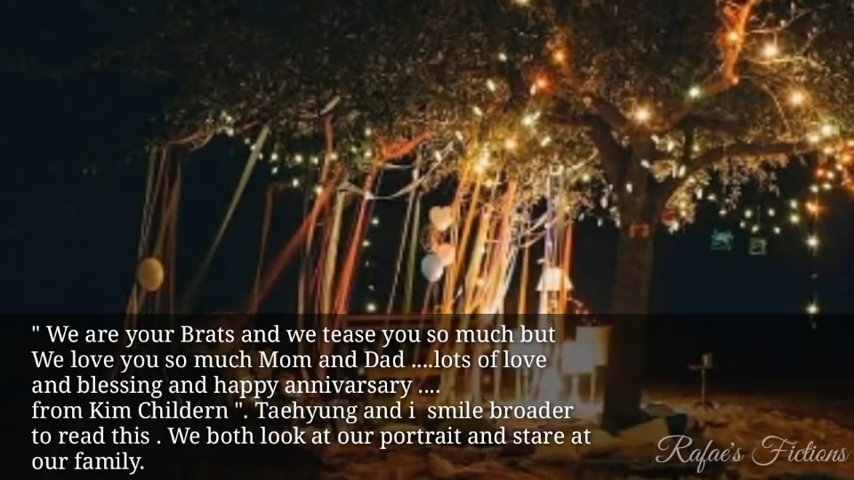 " We are your Brats and we tease you so much but
We love you so much Mom and Dad ....lots of love
and blessing and happy annivarsary ....
from Kim Childern ". Taehyung and i smile broader
to read this . We both look at our portrait and stare at
our family.
Rafae's Fictions